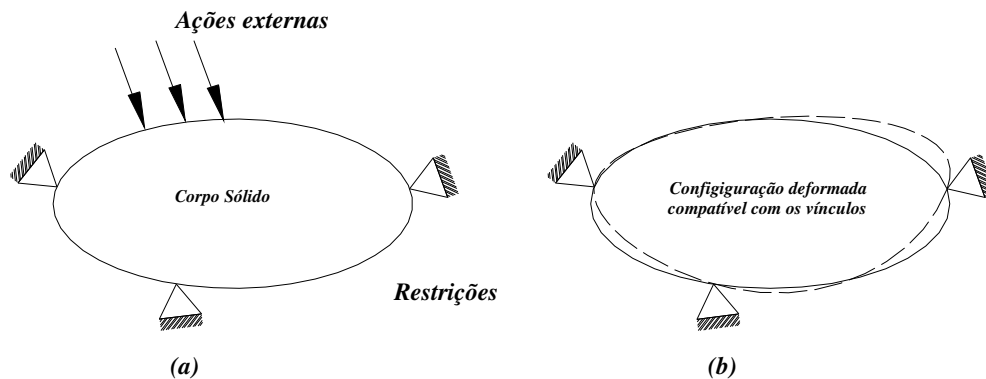 Ações externas
Corpo Sólido
Restrições
(a)
Configiguração deformada
compatível com os vínculos
(b)